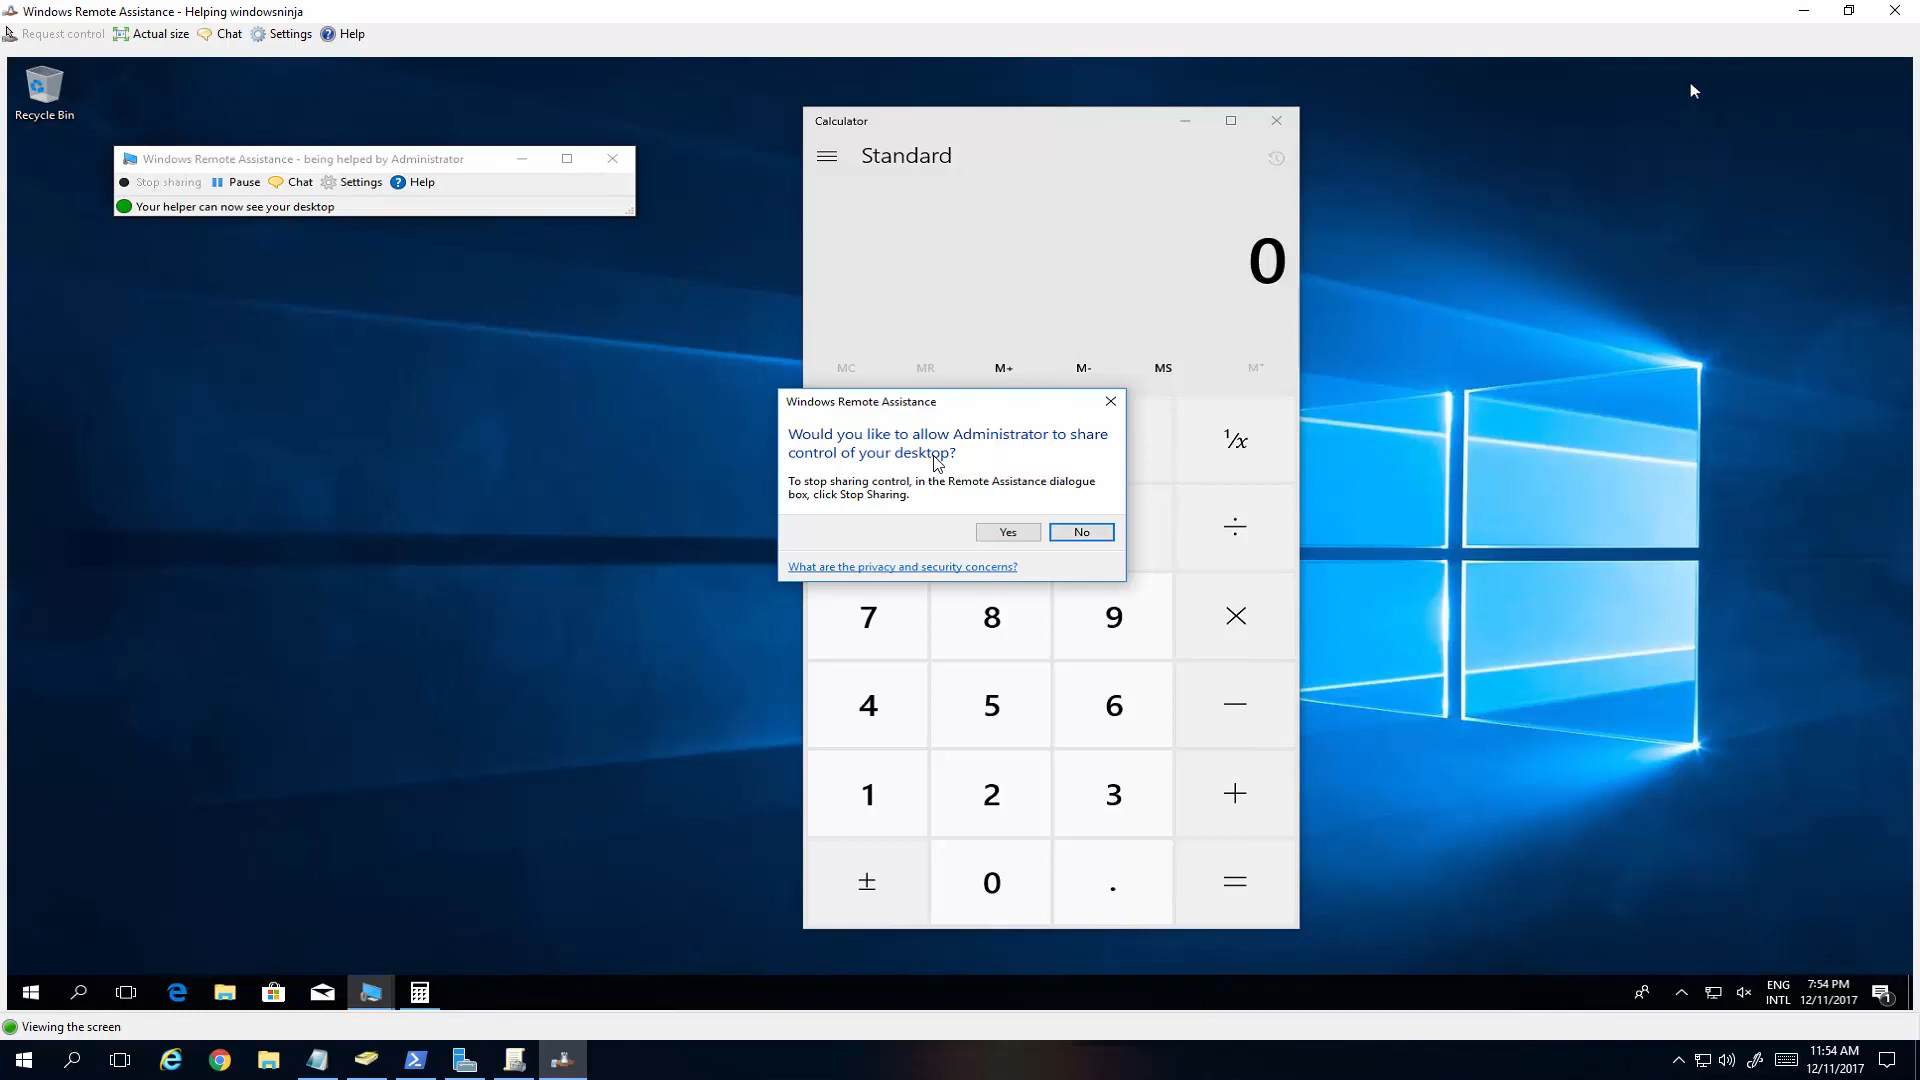 Windows Remote Assistance - Helping windowsninja
Request control Actual size Chat Settings Help
Recycle Bin
Windows Remote Assistance - being helped by Administrator
Stop sharing Pause Chat Settings Help
Your helper can now see your desktop
Calculator
Standard
0
MC MR M+ M- MS M˅
Windows Remote Assistance
Would you like to allow Administrator to share
control of your desktop?
To stop sharing control, in the Remote Assistance dialogue
box, click Stop Sharing.
Yes No
What are the privacy and security concerns?
¹/x
÷
7 8 9 ×
4 5 6 −
1 2 3 +
± 0 . =
ENG 7:54 PM
INTL 12/11/2017
1
Viewing the screen
11:54 AM
12/11/2017